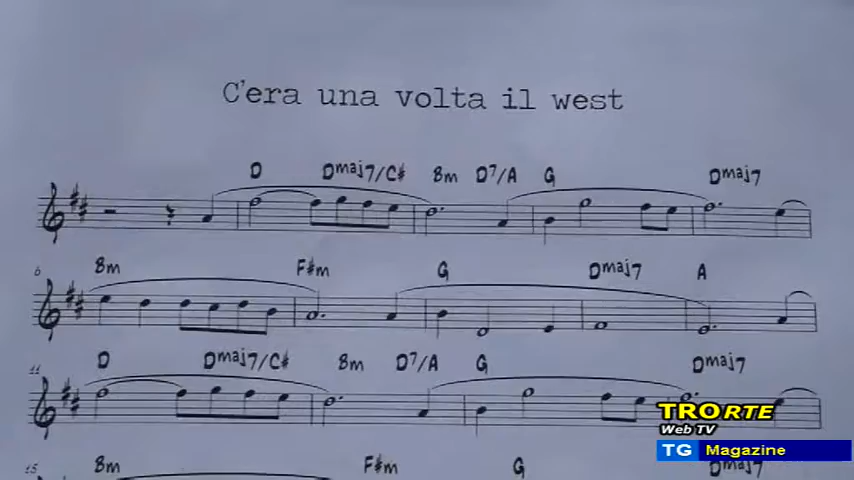 C'era una volta il west
D Dmaj7/C# Bm D7/A G Dmaj7
6 Bm F#m G Dmaj7 A
11 D Dmaj7/C# Bm D7/A G Dmaj7
15 Bm F#m G Dmaj7
TRORTE
Web TV
TG Magazine